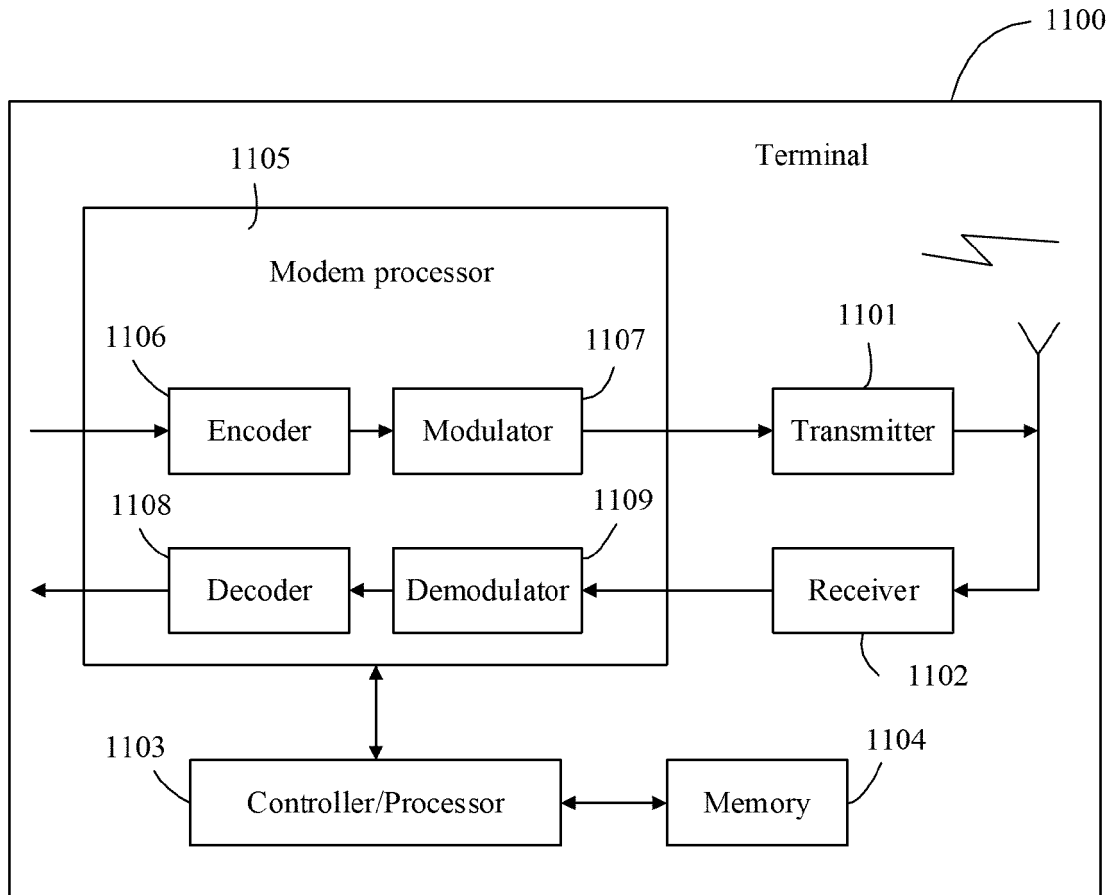 1100
Terminal
1105
Modem processor
1106
1107
1101
Encoder
Modulator
Transmitter
1108
1109
Decoder
Demodulator
Receiver
1102
1103
1104
Controller/Processor
Memory